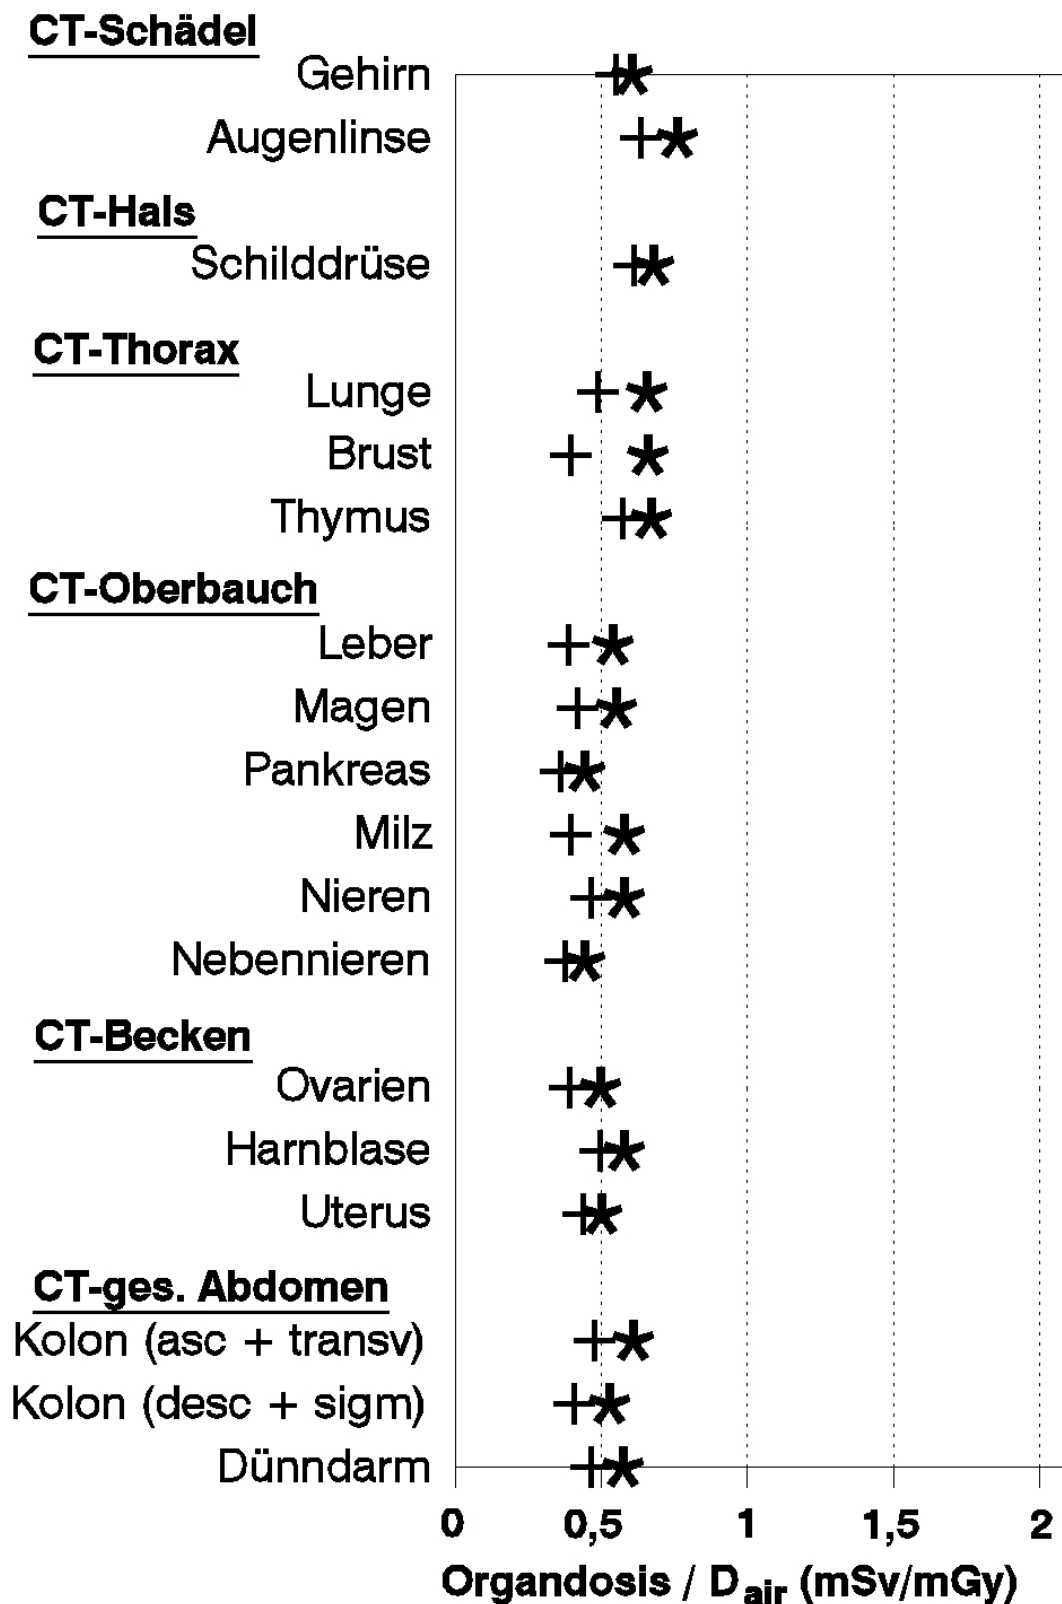 CT-Schädel
Gehirn
Augenlinse
CT-Hals
Schilddrüse
CT-Thorax
Lunge
Brust
Thymus
CT-Oberbauch
Leber
Magen
Pankreas
Milz
Nieren
Nebennieren
CT-Becken
Ovarien
Harnblase
Uterus
CT-ges. Abdomen
Kolon (asc + transv)
Kolon (desc + sigm)
Dünndarm
0 0,5 1 1,5 2
Organdosis / Dair (mSv/mGy)